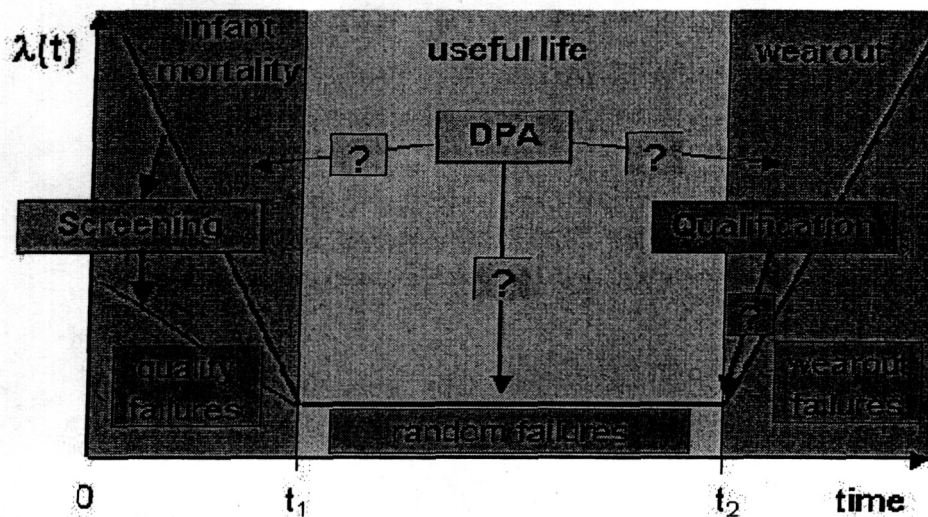 λ(t)
infant
mortality
useful life
wearout
?
DPA
?
Screening
Qualification
?
?
quality
failures
random failures
wearout
failures
0
t₁
t₂
time